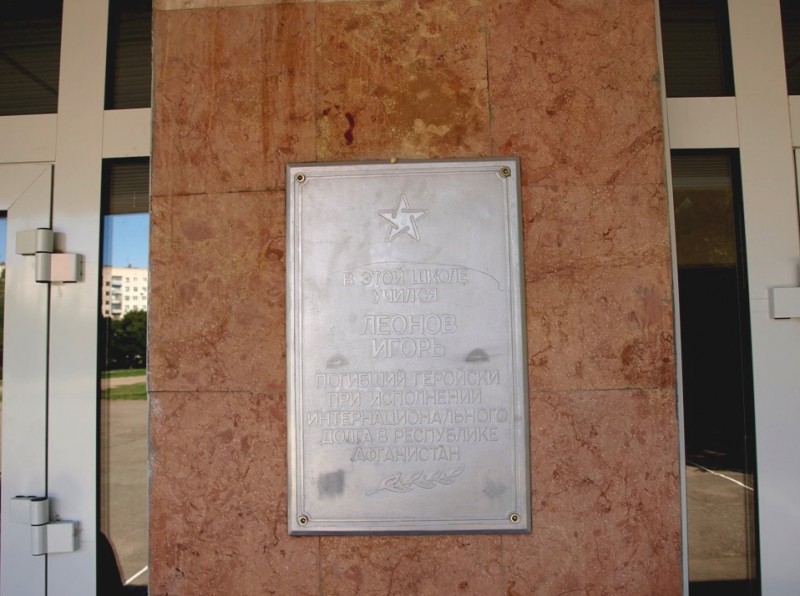 В ЭТОЙ ШКОЛЕ
УЧИЛСЯ
ЛЕОНОВ
ИГОРЬ
ПОГИБШИЙ ГЕРОЙСКИ
ПРИ ИСПОЛНЕНИИ
ИНТЕРНАЦИОНАЛЬНОГО
ДОЛГА В РЕСПУБЛИКЕ
АФГАНИСТАН